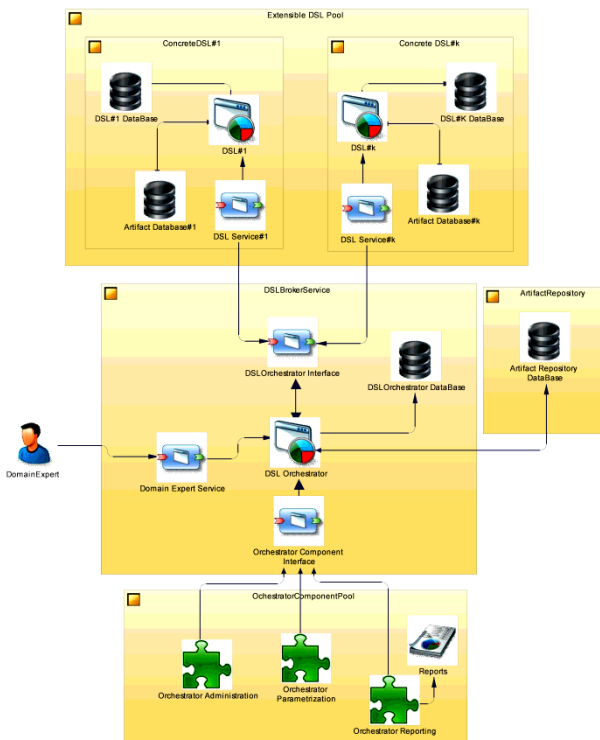 Extensible DSL Pool
ConcreteDSL#1
Concrete DSL#k
DSL#1 DataBase
DSL#1
Artifact Database#1
DSL Service#1
DSL#K DataBase
DSL#k
Artifact Database#k
DSL Service#k
DSLBrokerService
ArtifactRepository
DSLOrchestrator Interface
DSLOrchestrator DataBase
Artifact Repository
DataBase
DomainExpert
Domain Expert Service
DSL Orchestrator
Orchestrator Component
Interface
OchestratorComponentPool
Orchestrator Administration
Orchestrator
Parametrization
Reports
Orchestrator Reporting